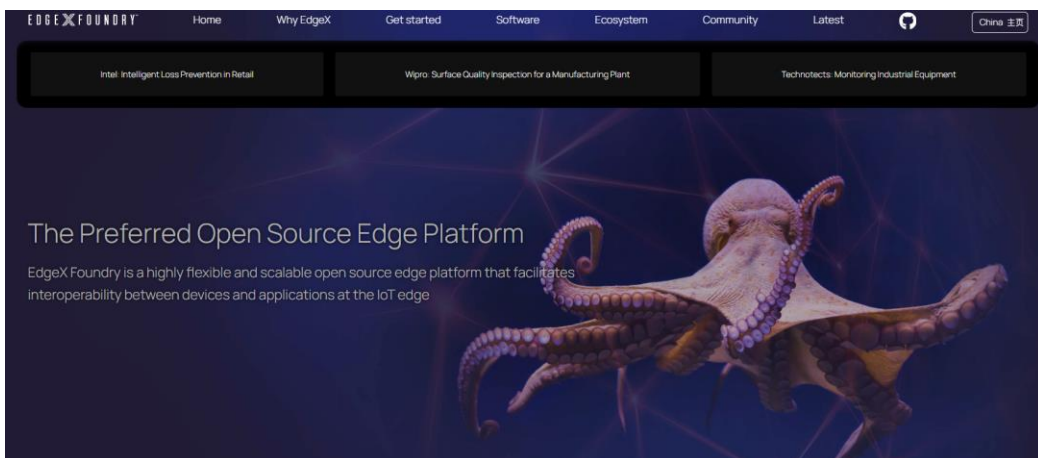 EDGE X FOUNDRY™ Home Why EdgeX Get started Software Ecosystem Community Latest China 主页
Intel: Intelligent Loss Prevention in Retail Wipro: Surface Quality Inspection for a Manufacturing Plant Technotects: Monitoring Industrial Equipment
The Preferred Open Source Edge Platform
EdgeX Foundry is a highly flexible and scalable open source edge platform that facilitates
interoperability between devices and applications at the IoT edge